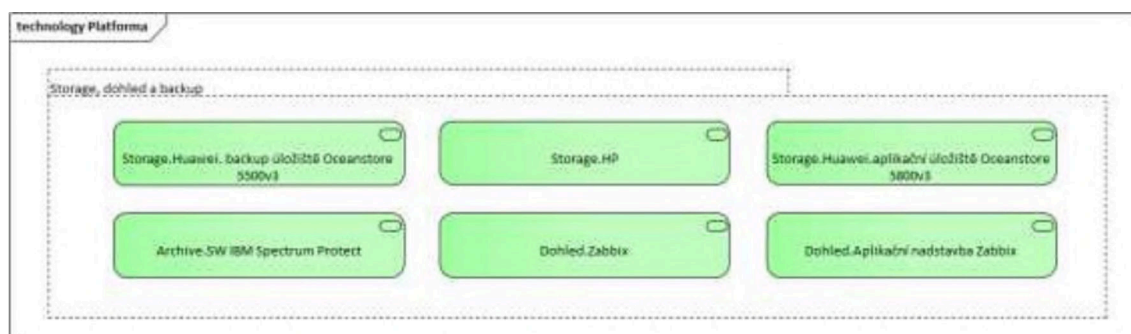 technology Platforma
Storage, dohled a backup
Storage.Huawei. backup úložiště Oceanstore
5500v3
Storage.HP
Storage.Huawei.aplikační úložiště Oceanstore
5800v3
Archive.SW IBM Spectrum Protect
Dohled.Zabbix
Dohled.Aplikační nadstavba Zabbix